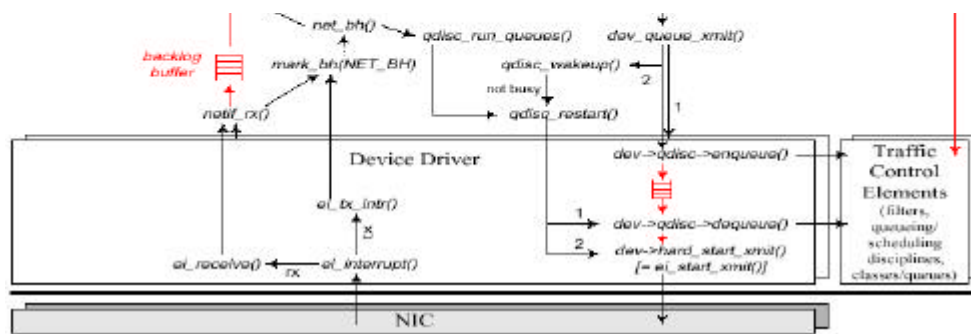 net_bh()
qdisc_run_queues()
dev_queue_xmit()
backlog
buffer
mark_bh(NET_BH)
qdisc_wakeup()
2
not busy
1
netif_rx()
qdisc_restart()
Device Driver
dev->qdisc->enqueue()
Traffic
Control
Elements
(filters,
queueing/
scheduling
disciplines,
classes/queues)
ei_tx_intr()
1
dev->qdisc->dequeue()
tx
2
dev->hard_start_xmit()
[= ei_start_xmit()]
ei_receive()
rx
ei_interrupt()
NIC